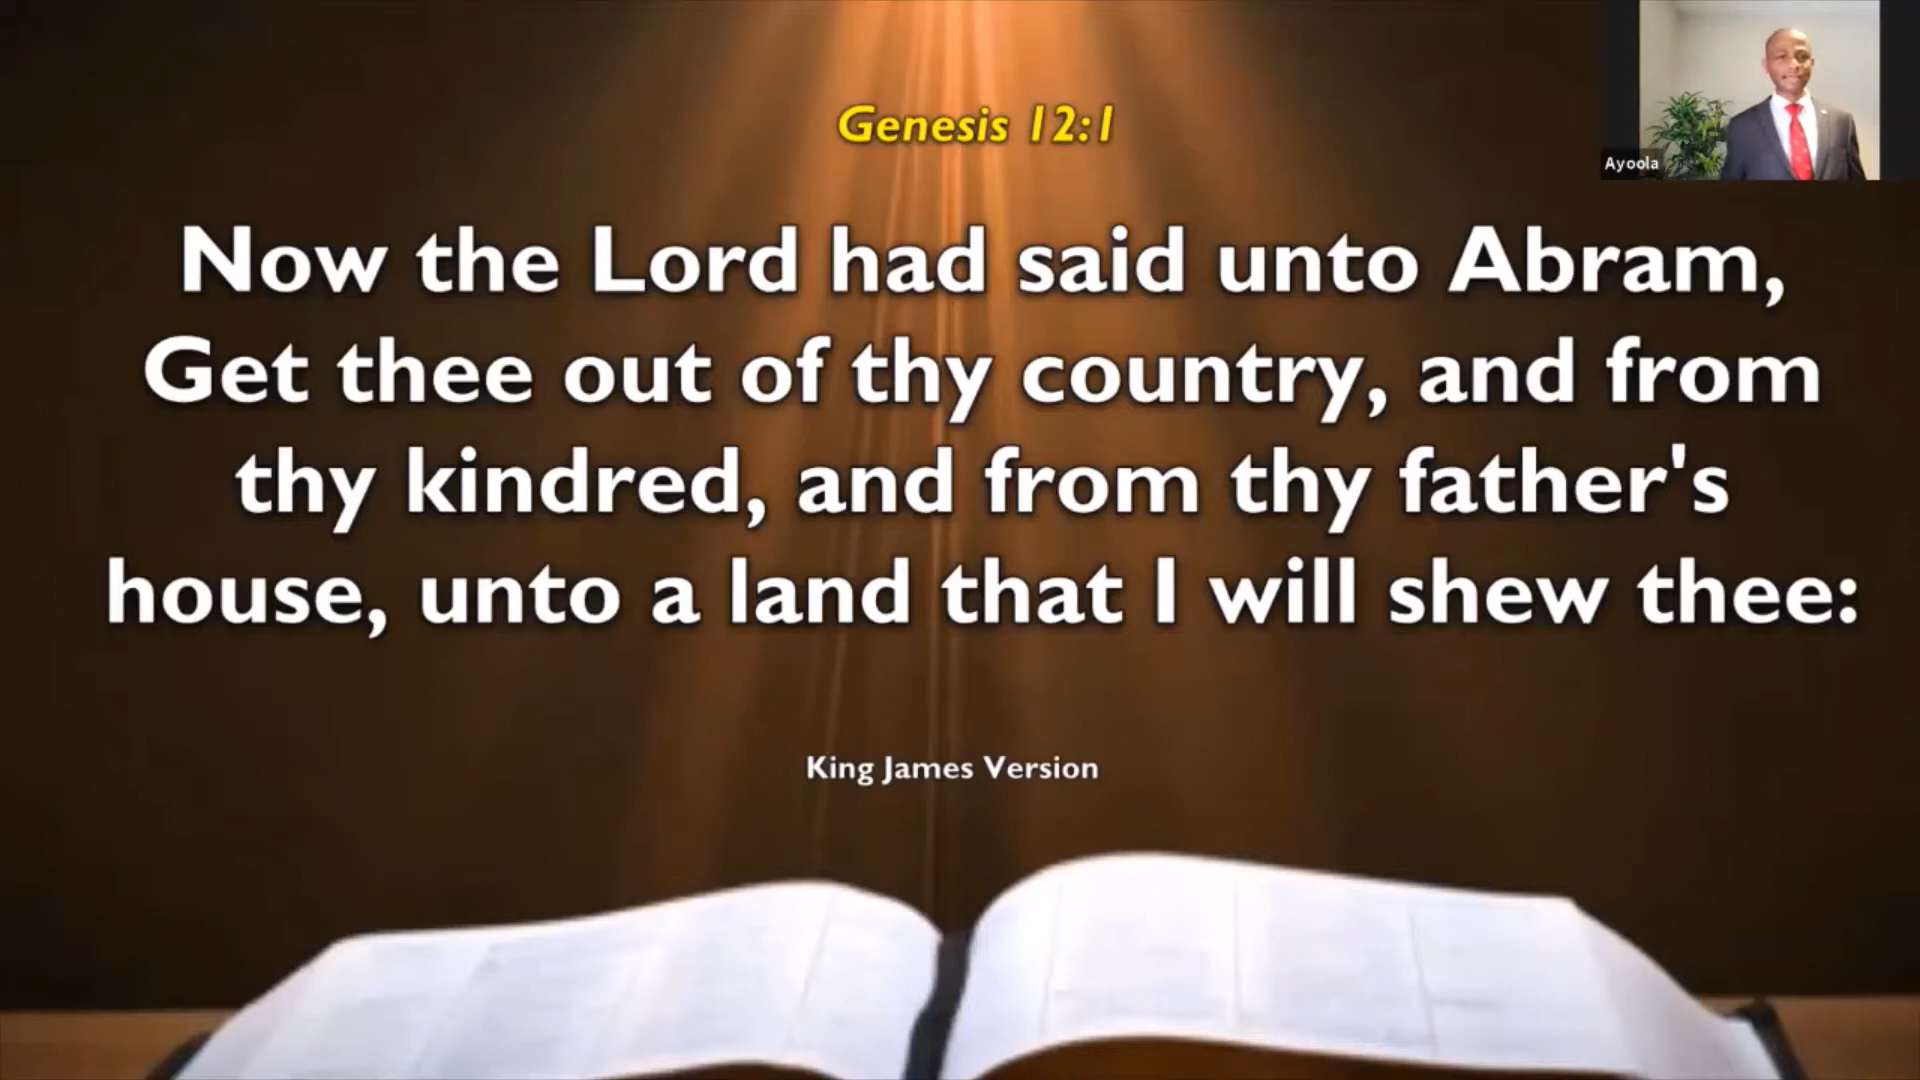 Genesis 12:1
Ayoola
Now the Lord had said unto Abram,
Get thee out of thy country, and from
thy kindred, and from thy father's
house, unto a land that I will shew thee:
King James Version